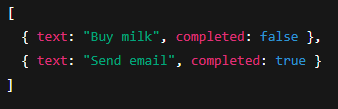 [
  { text: "Buy milk", completed: false },
  { text: "Send email", completed: true }
]